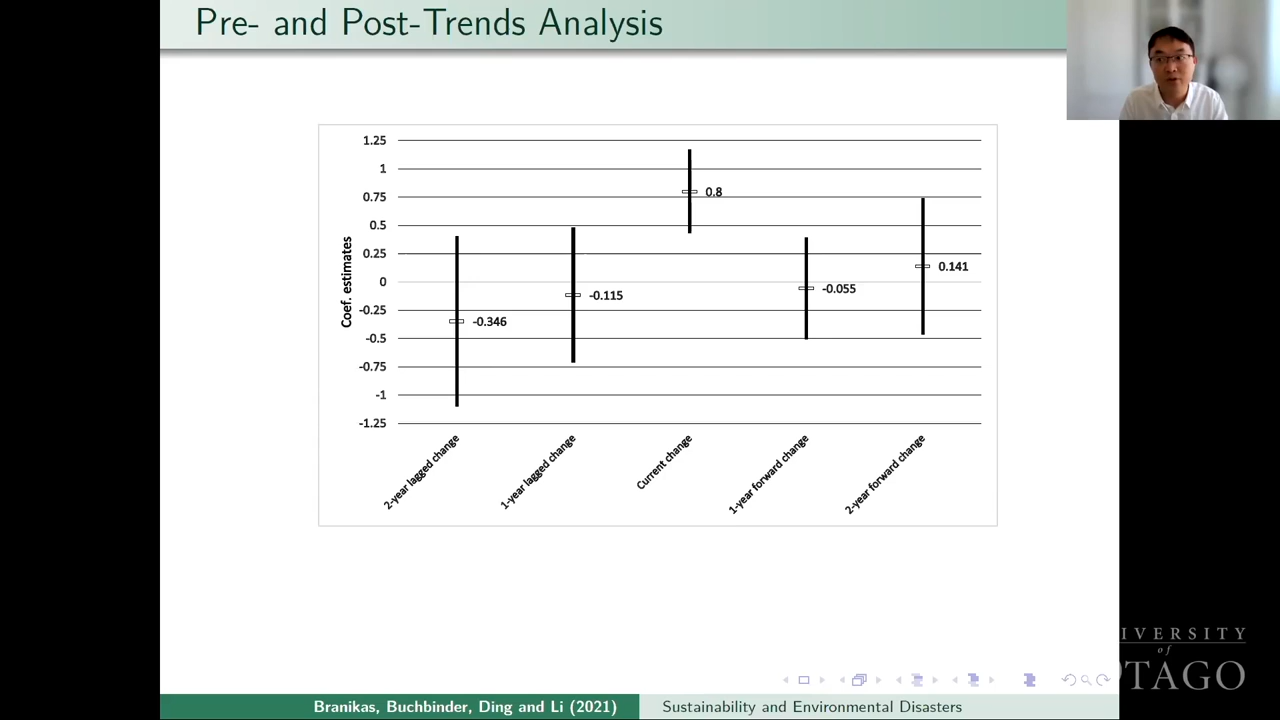 Pre- and Post-Trends Analysis
1.25
1
0.75
0.5
0.25
0
-0.25
-0.5
-0.75
-1
-1.25
Coef. estimates
-0.346
-0.115
0.8
-0.055
0.141
2-year lagged change
1-year lagged change
Current change
1-year forward change
2-year forward change
IVERSITY
of
TAGO
Branikas, Buchbinder, Ding and Li (2021)
Sustainability and Environmental Disasters